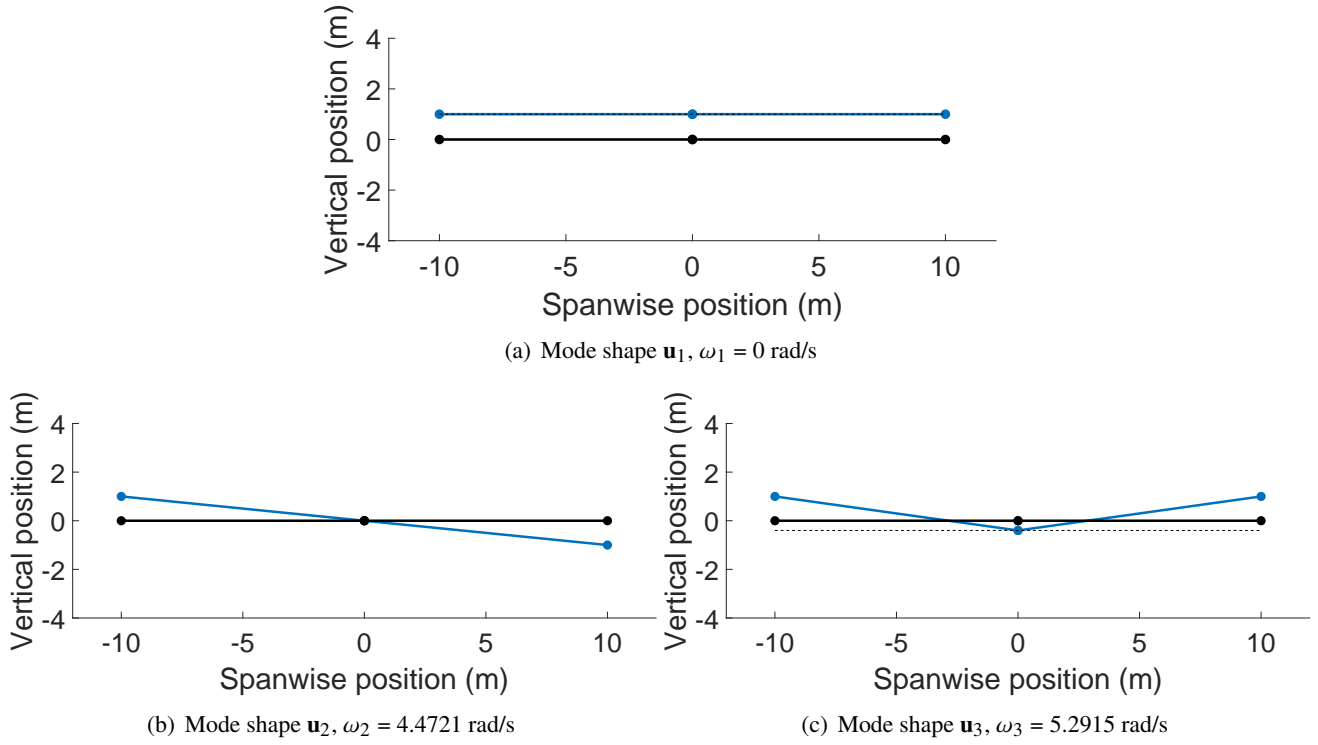 Vertical position (m)
4
2
0
-2
-4
-10 -5 0 5 10
Spanwise position (m)
(a) Mode shape u₁, ω₁ = 0 rad/s
Vertical position (m)
4
2
0
-2
-4
-10 -5 0 5 10
Spanwise position (m)
(b) Mode shape u₂, ω₂ = 4.4721 rad/s
Vertical position (m)
4
2
0
-2
-4
-10 -5 0 5 10
Spanwise position (m)
(c) Mode shape u₃, ω₃ = 5.2915 rad/s